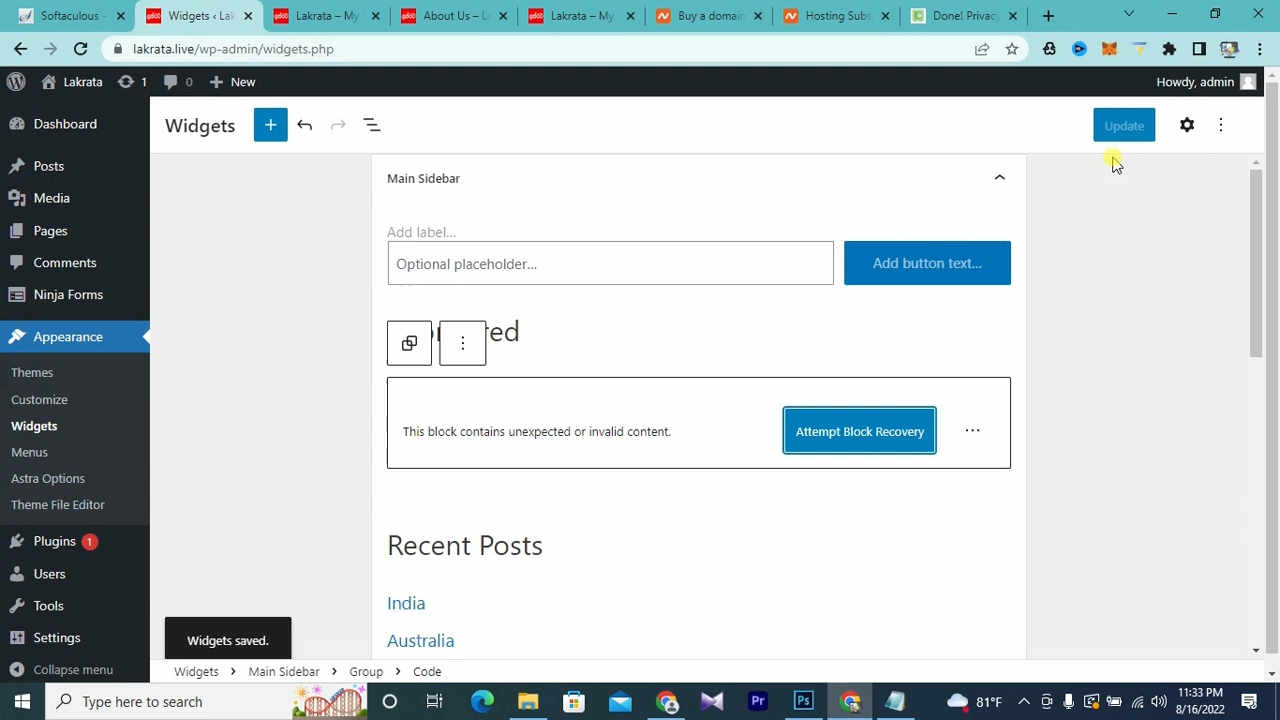 Softaculous -
Widgets ‹ Lak
Lakrata – My
About Us – La
Lakrata – My
Buy a domain
Hosting Subs
Done! Privacy
lakrata.live/wp-admin/widgets.php
Lakrata
1
0
New
Howdy, admin
Dashboard
Posts
Media
Pages
Comments
Ninja Forms
Appearance
Themes
Customize
Widgets
Menus
Astra Options
Theme File Editor
Plugins 1
Users
Tools
Settings
Collapse menu
Widgets
Update
Main Sidebar
Add label...
Optional placeholder...
Add button text...
red
This block contains unexpected or invalid content.
Attempt Block Recovery
Recent Posts
India
Australia
Widgets saved.
Widgets > Main Sidebar > Group > Code
Type here to search
Pr
Ps
81°F
11:33 PM
8/16/2022